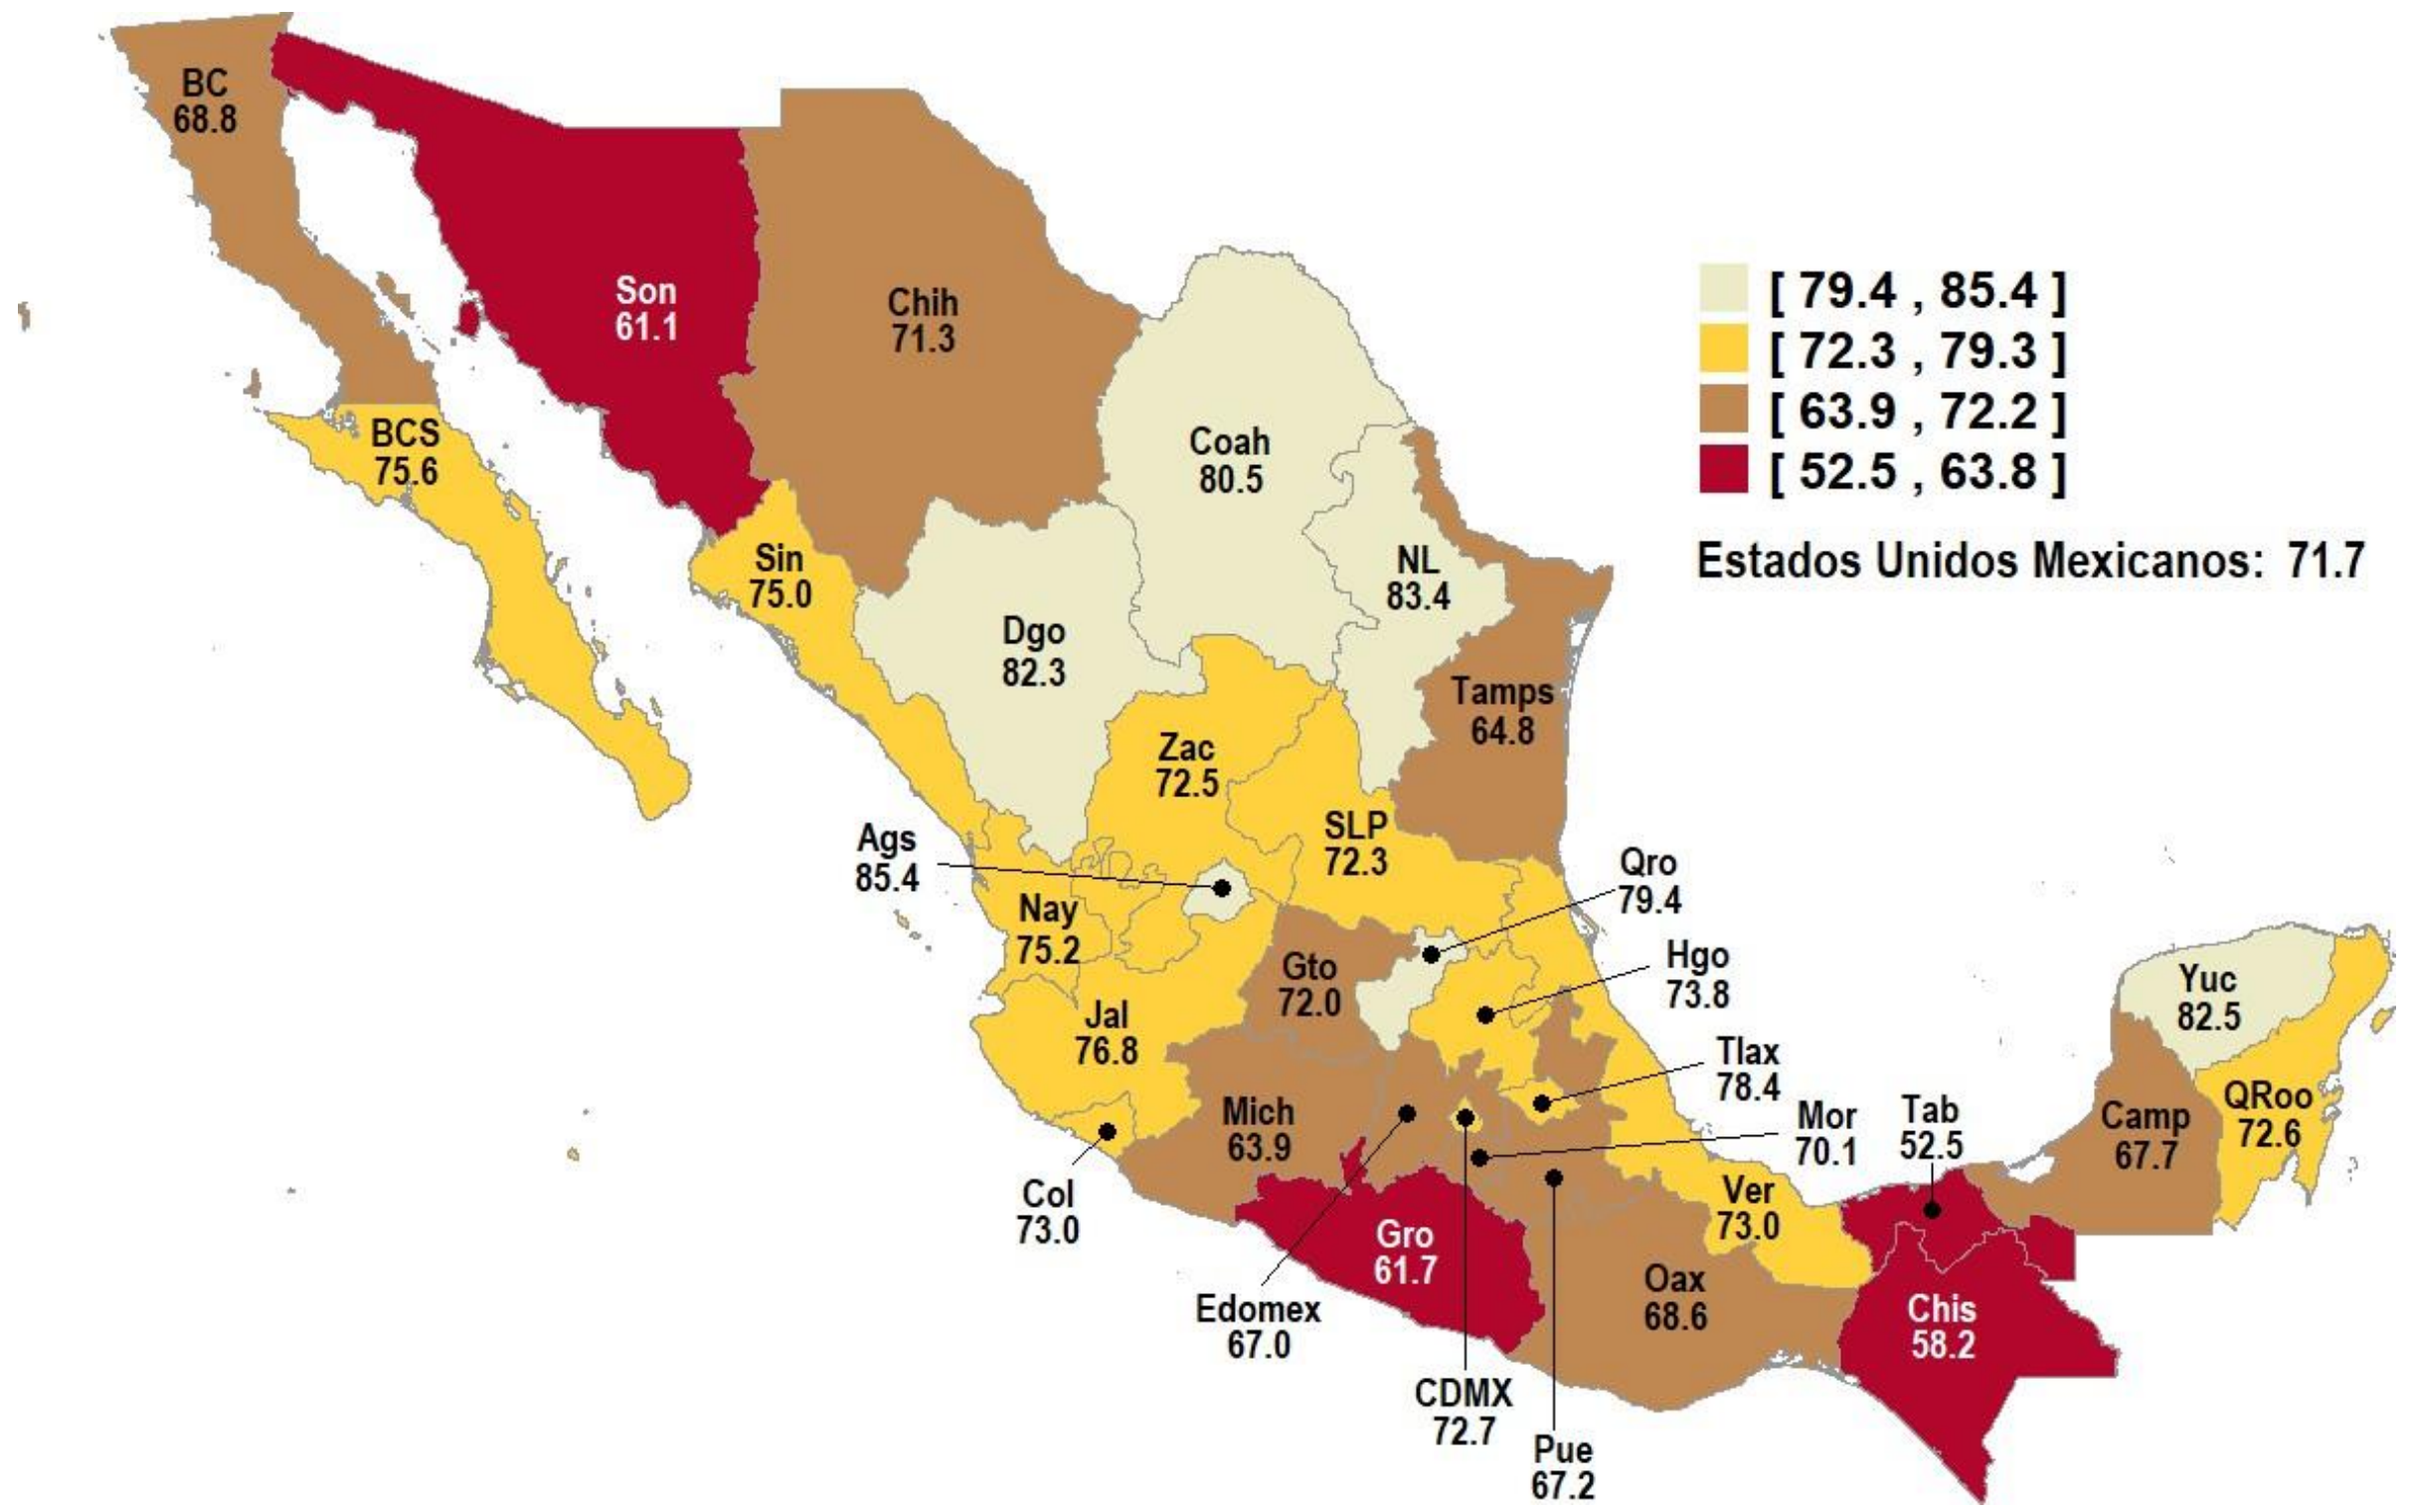 BC
68.8
Son
61.1
Chih
71.3
[ 79.4 , 85.4 ]
[ 72.3 , 79.3 ]
[ 63.9 , 72.2 ]
[ 52.5 , 63.8 ]
Estados Unidos Mexicanos: 71.7
BCS
75.6
Coah
80.5
Sin
75.0
NL
83.4
Dgo
82.3
Tamps
64.8
Zac
72.5
SLP
72.3
Ags
85.4
Qro
79.4
Nay
75.2
Gto
72.0
Hgo
73.8
Yuc
82.5
Jal
76.8
Tlax
78.4
Mich
63.9
Mor
70.1
Tab
52.5
Camp
67.7
QRoo
72.6
Col
73.0
Ver
73.0
Gro
61.7
Edomex
67.0
Oax
68.6
Chis
58.2
CDMX
72.7
Pue
67.2